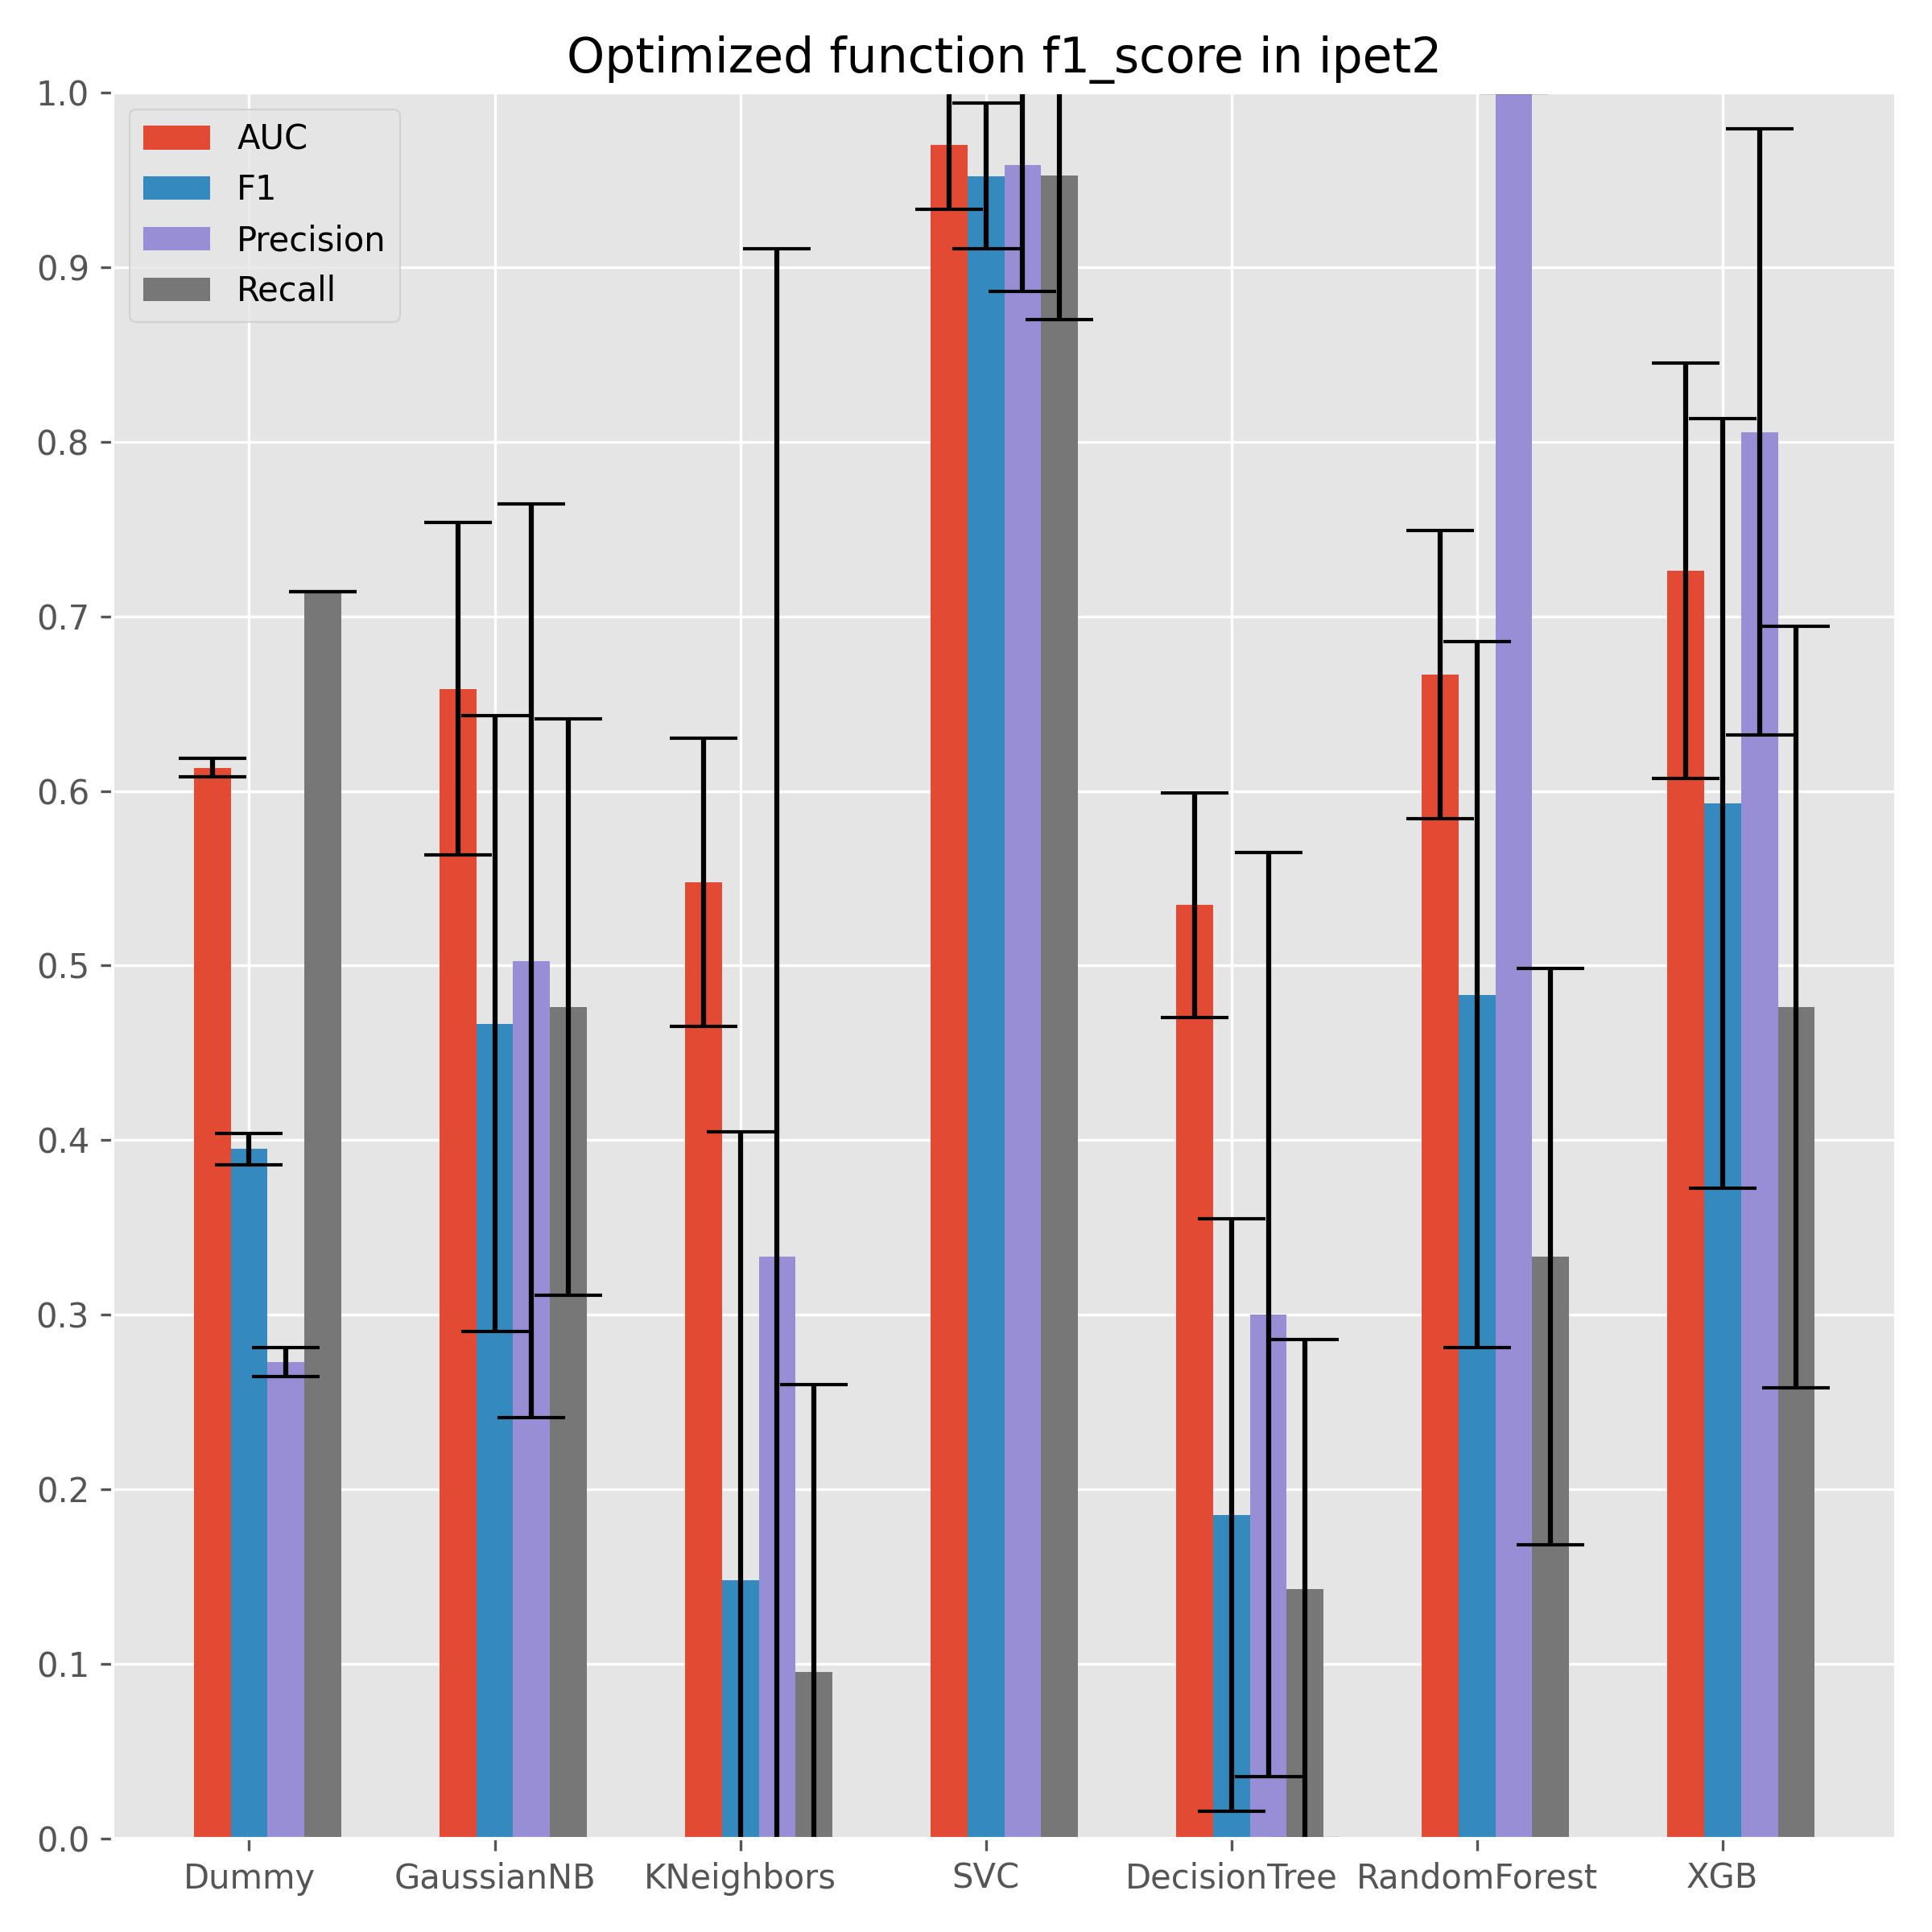 Optimized function f1_score in ipet2
1.0
0.9
0.8
0.7
0.6
0.5
0.4
0.3
0.2
0.1
0.0
AUC
F1
Precision
Recall
Dummy GaussianNB KNeighbors SVC DecisionTree RandomForest XGB